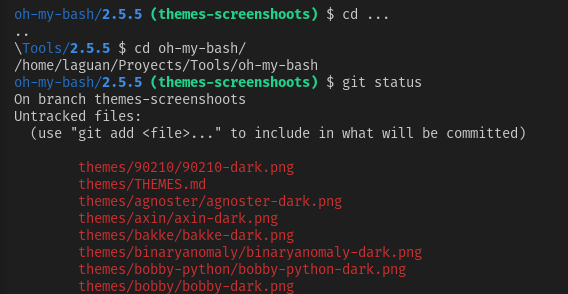 oh-my-bash/2.5.5 (themes-screenshoots) $ cd ...
..
\Tools/2.5.5 $ cd oh-my-bash/
/home/laguan/Proyects/Tools/oh-my-bash
oh-my-bash/2.5.5 (themes-screenshoots) $ git status
On branch themes-screenshoots
Untracked files:
  (use "git add <file>..." to include in what will be committed)

        themes/90210/90210-dark.png
        themes/THEMES.md
        themes/agnoster/agnoster-dark.png
        themes/axin/axin-dark.png
        themes/bakke/bakke-dark.png
        themes/binaryanomaly/binaryanomaly-dark.png
        themes/bobby-python/bobby-python-dark.png
        themes/bobby/bobby-dark.png